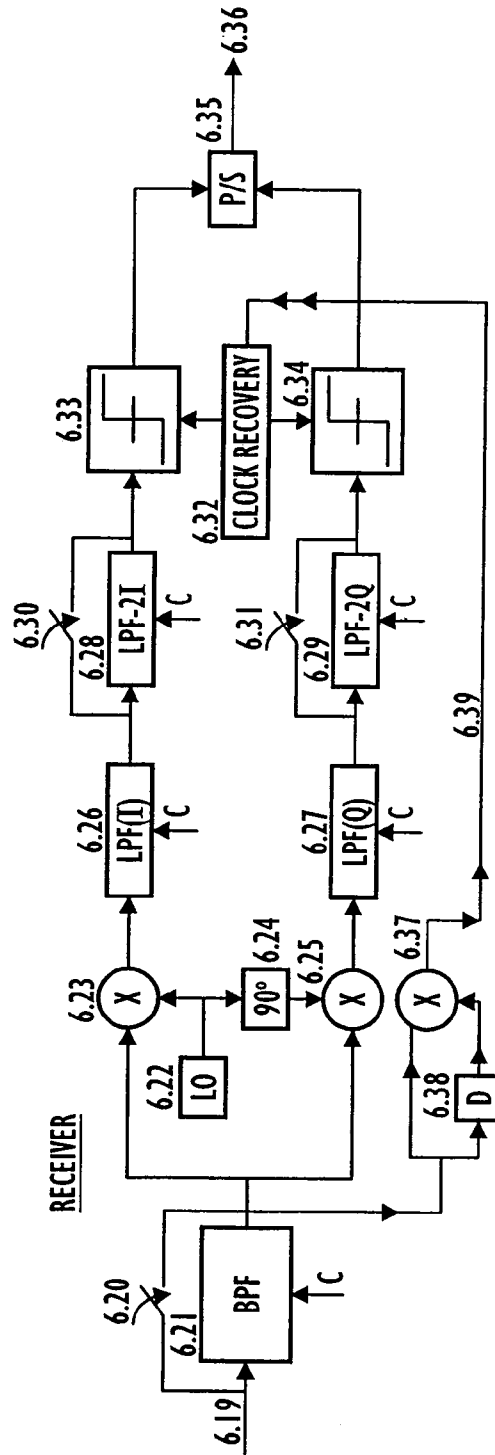 RECEIVER
6.19
6.20
6.21
BPF
C
6.22
LO
6.23
X
6.24
90°
6.25
X
6.26
LPF(I)
C
6.27
LPF(Q)
C
6.28
LPF-2I
C
6.30
6.29
LPF-2Q
C
6.31
6.32
CLOCK RECOVERY
6.33
6.34
P/S
6.35
6.36
6.37
X
6.38
D
6.39